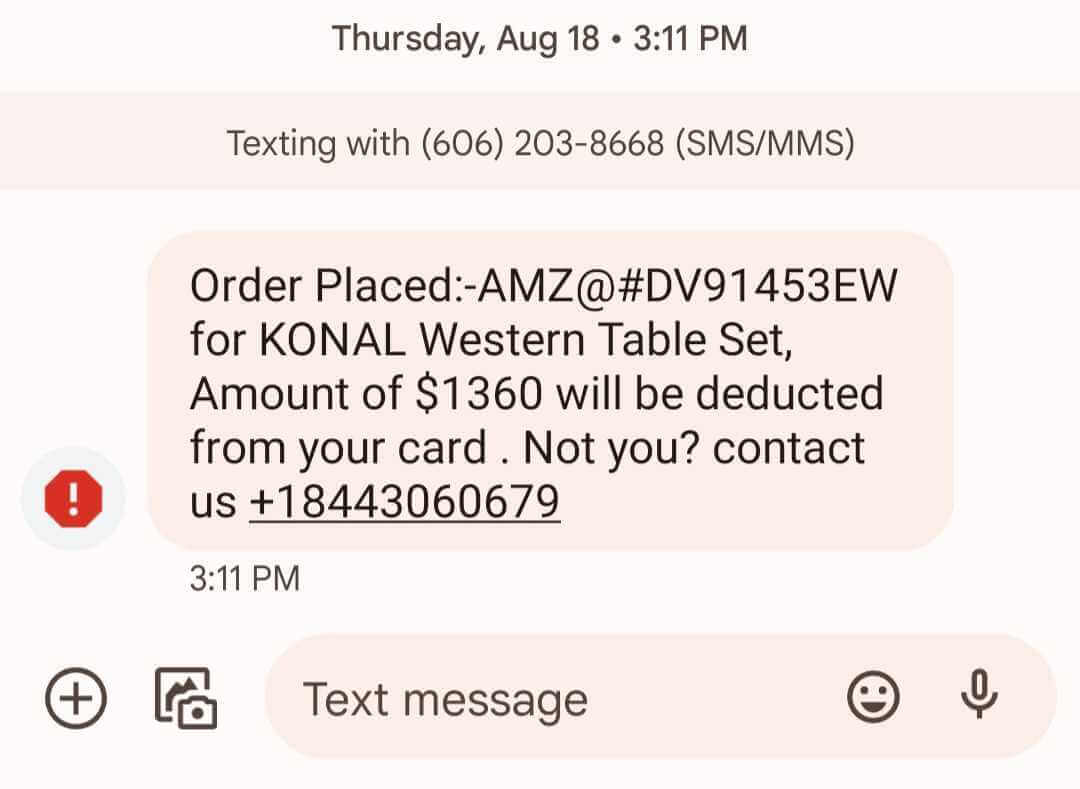 Thursday, Aug 18 • 3:11 PM
Texting with (606) 203-8668 (SMS/MMS)
Order Placed:-AMZ@#DV91453EW
for KONAL Western Table Set,
Amount of $1360 will be deducted
from your card . Not you? contact
us +18443060679
3:11 PM
Text message